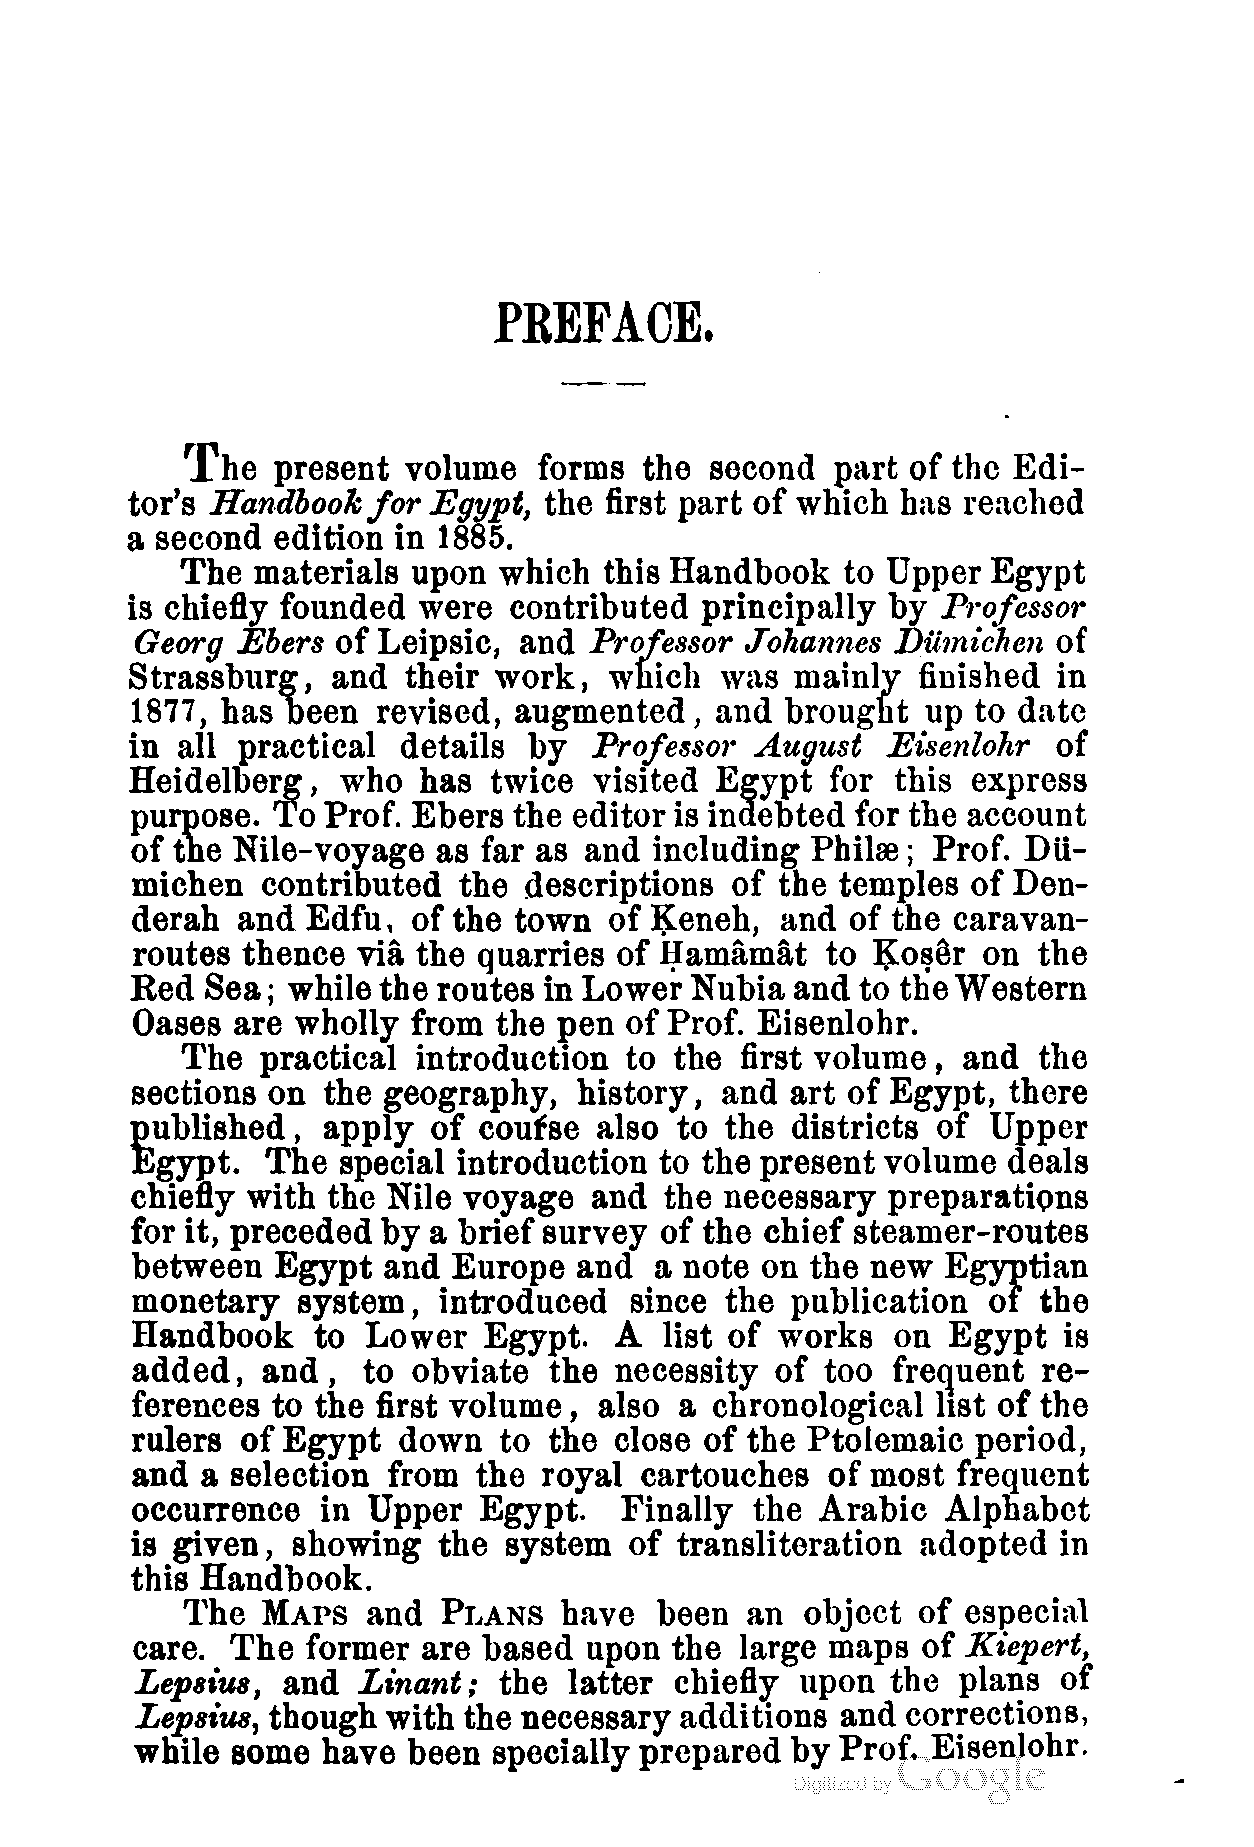 PREFACE.
The present volume forms the second part of the Edi-
tor's Handbook for Egypt, the first part of which has reached
a second edition in 1885.
The materials upon which this Handbook to Upper Egypt
is chiefly founded were contributed principally by Professor
Georg Ebers of Leipsic, and Professor Johannes Dümichen of
Strassburg, and their work, which was mainly finished in
1877, has been revised, augmented, and brought up to date
in all practical details by Professor August Eisenlohr of
Heidelberg, who has twice visited Egypt for this express
purpose. To Prof. Ebers the editor is indebted for the account
of the Nile-voyage as far as and including Philæ; Prof. Dü-
michen contributed the descriptions of the temples of Den-
derah and Edfu, of the town of Ḳeneh, and of the caravan-
routes thence viâ the quarries of Ḥamâmât to Ḳoṣêr on the
Red Sea; while the routes in Lower Nubia and to the Western
Oases are wholly from the pen of Prof. Eisenlohr.
The practical introduction to the first volume, and the
sections on the geography, history, and art of Egypt, there
published, apply of course also to the districts of Upper
Egypt. The special introduction to the present volume deals
chiefly with the Nile voyage and the necessary preparations
for it, preceded by a brief survey of the chief steamer-routes
between Egypt and Europe and a note on the new Egyptian
monetary system, introduced since the publication of the
Handbook to Lower Egypt. A list of works on Egypt is
added, and, to obviate the necessity of too frequent re-
ferences to the first volume, also a chronological list of the
rulers of Egypt down to the close of the Ptolemaic period,
and a selection from the royal cartouches of most frequent
occurrence in Upper Egypt. Finally the Arabic Alphabet
is given, showing the system of transliteration adopted in
this Handbook.
The MAPS and PLANS have been an object of especial
care. The former are based upon the large maps of Kiepert,
Lepsius, and Linant; the latter chiefly upon the plans of
Lepsius, though with the necessary additions and corrections,
while some have been specially prepared by Prof. Eisenlohr.
Digitized by Google